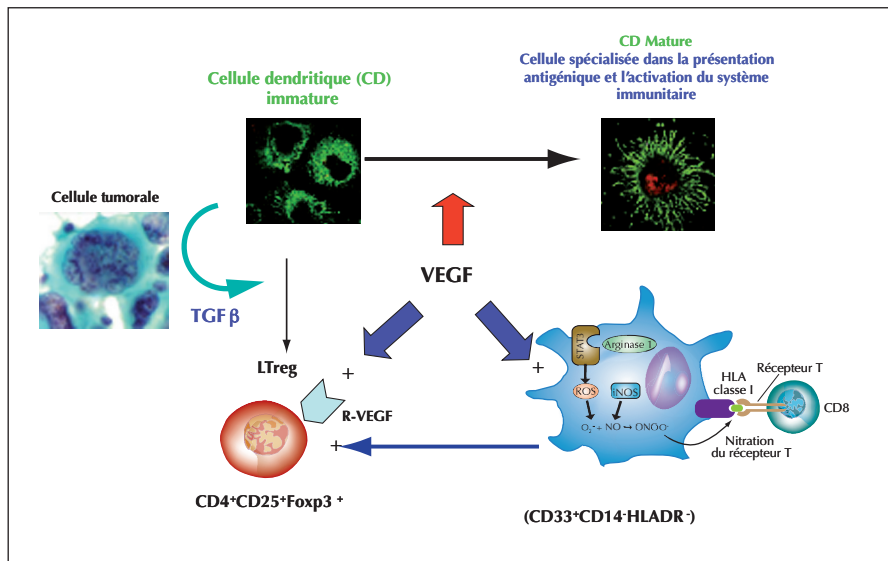 CD Mature
Cellule spécialisée dans la présentation
antigénique et l'activation du système
immunitaire
Cellule dendritique (CD)
immature
Cellule tumorale
TGF β
VEGF
LTreg
+
R-VEGF
+
CD4+CD25+Foxp3 +
+
STAT3
Arginase 1
ROS
iNOS
O2•- + NO ↔ ONOO-
HLA
classe I
Récepteur T
CD8
Nitration
du récepteur T
(CD33+CD14-HLADR -)